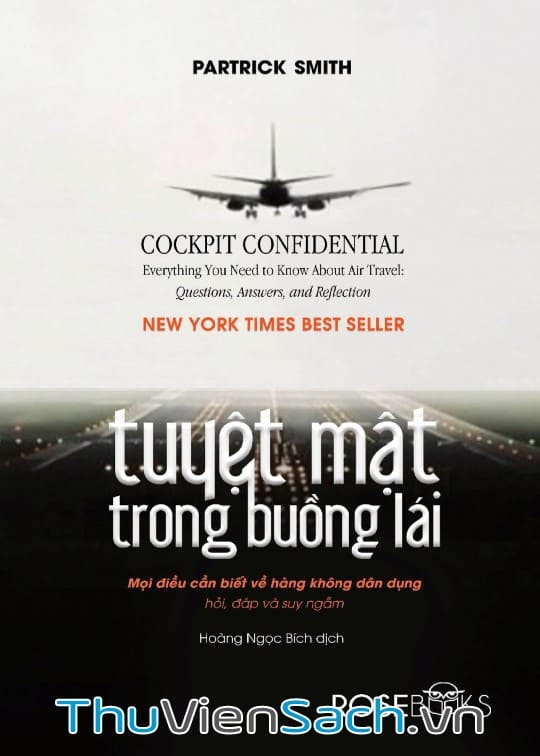 PARTRICK SMITH
COCKPIT CONFIDENTIAL
Everything You Need to Know About Air Travel:
Questions, Answers, and Reflection
NEW YORK TIMES BEST SELLER
tuyệt mật
trong buồng lái
Mọi điều cần biết về hàng không dân dụng
hỏi, đáp và suy ngẫm
Hoàng Ngọc Bích dịch
ROSEBOOKS
ThuVienSach.vn